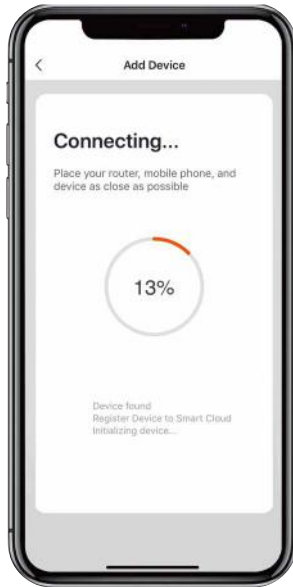 Add Device
Connecting...
Place your router, mobile phone, and
device as close as possible
13%
Device found
Register Device to Smart Cloud
Initializing device...